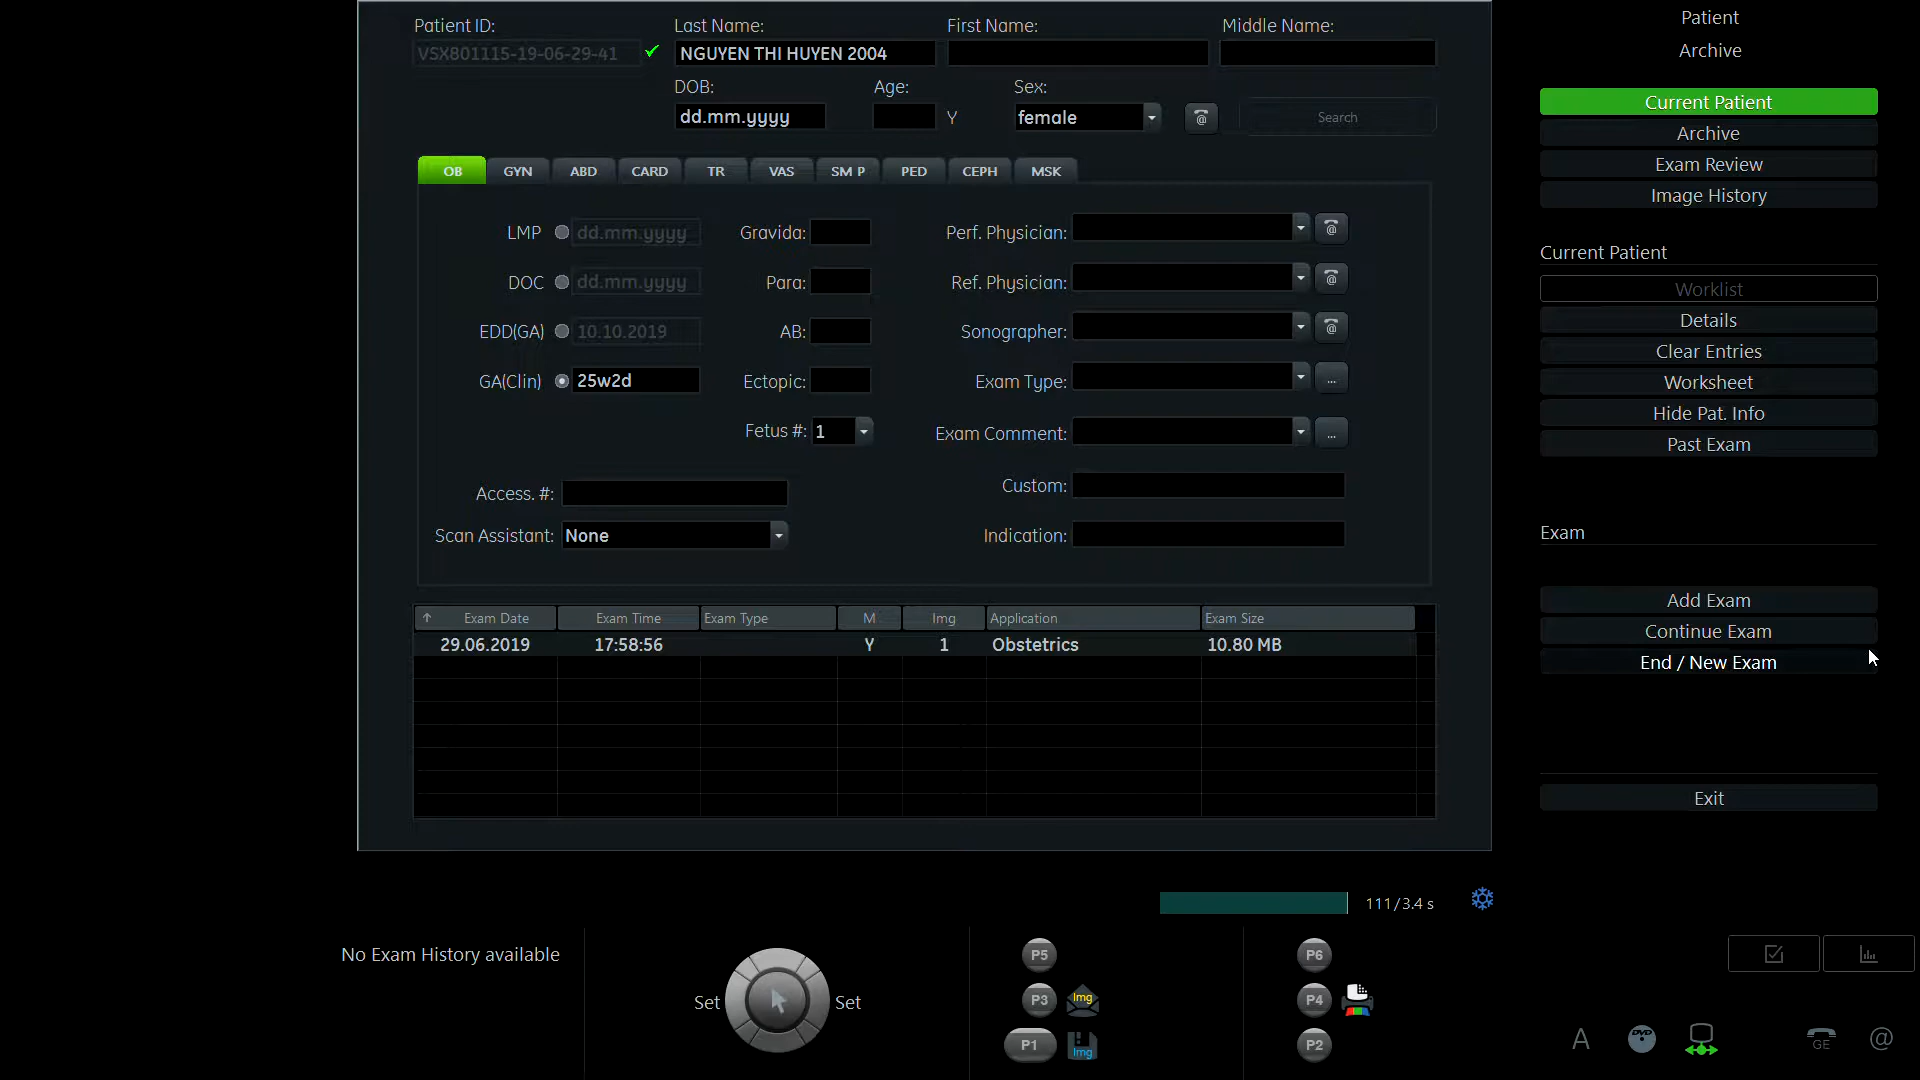 Patient ID: Last Name: First Name: Middle Name:
VSX801115-19-06-29-41 NGUYEN THI HUYEN 2004
DOB: Age: Sex:
dd.mm.yyyy Y female @ Search
OB GYN ABD CARD TR VAS SM P PED CEPH MSK
LMP dd.mm.yyyy Gravida: Perf. Physician: @
DOC dd.mm.yyyy Para: Ref. Physician: @
EDD(GA) 10.10.2019 AB: Sonographer: @
GA(Clin) 25w2d Ectopic: Exam Type: ...
Fetus #: 1 Exam Comment: ...
Access. #: Custom:
Scan Assistant: None Indication:
Exam Date Exam Time Exam Type M Img Application Exam Size
29.06.2019 17:58:56 Y 1 Obstetrics 10.80 MB
Patient
Archive
Current Patient
Archive
Exam Review
Image History
Current Patient
Worklist
Details
Clear Entries
Worksheet
Hide Pat. Info
Past Exam
Exam
Add Exam
Continue Exam
End / New Exam
Exit
111/3.4 s
No Exam History available
Set Set
P5 P6
P3 Img P4
P1 Img P2
A DVD GE @